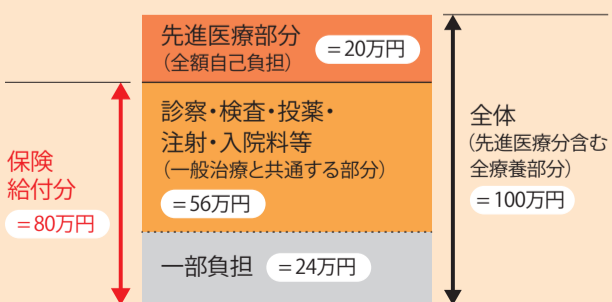 先進医療部分
(全額自己負担)
=20万円
診察・検査・投薬・
注射・入院料等
(一般治療と共通する部分)
=56万円
一部負担
=24万円
保険
給付分
=80万円
全体
(先進医療分含む
全療養部分)
=100万円